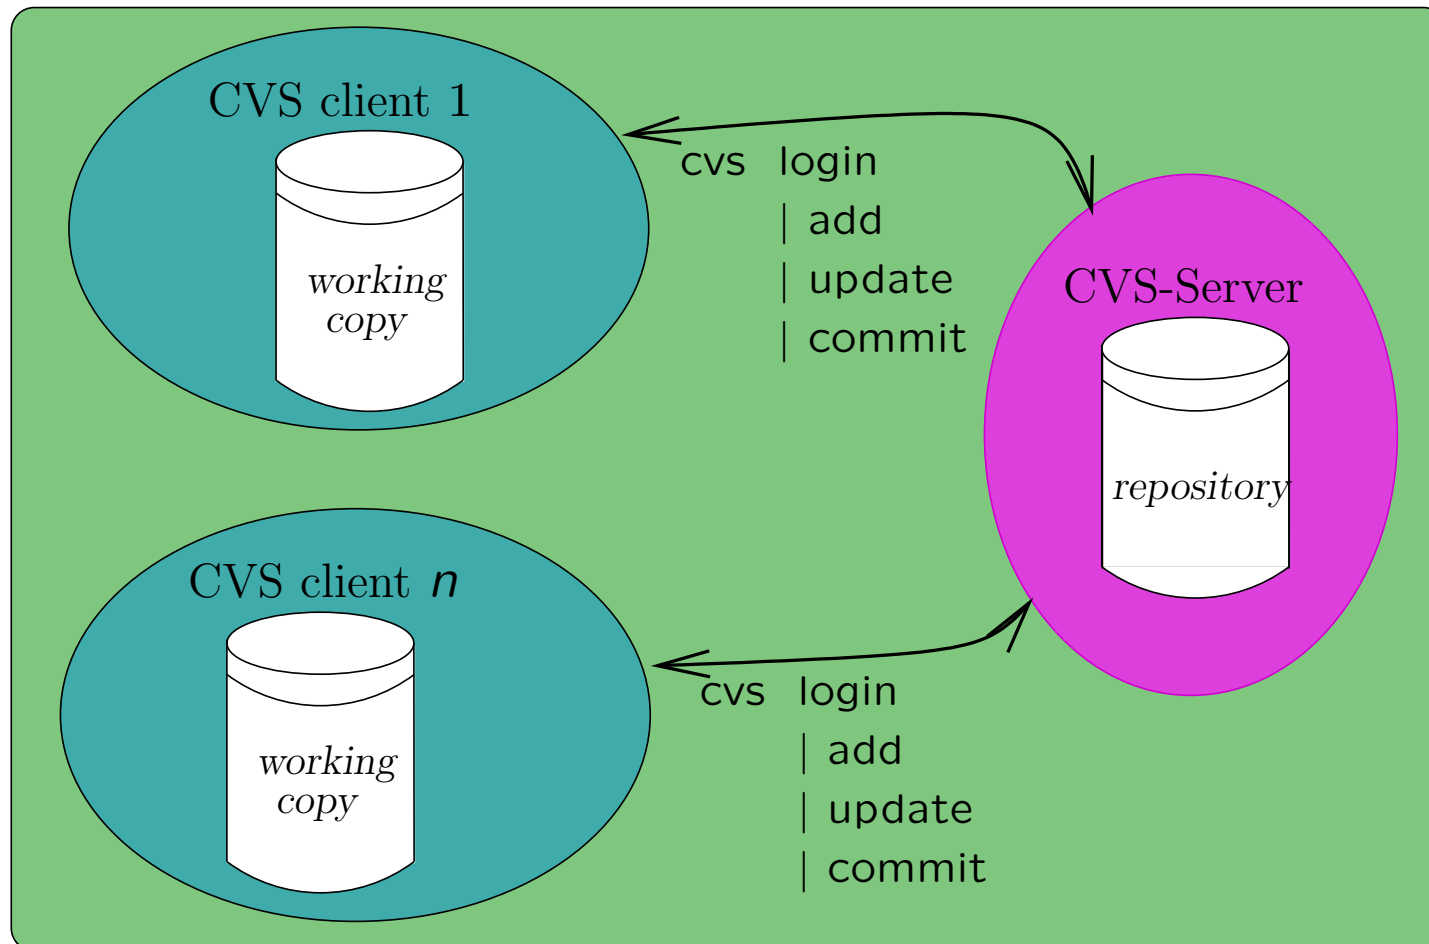 CVS client 1
working
copy
cvs login
| add
| update
| commit
CVS-Server
repository
CVS client n
working
copy
cvs login
| add
| update
| commit